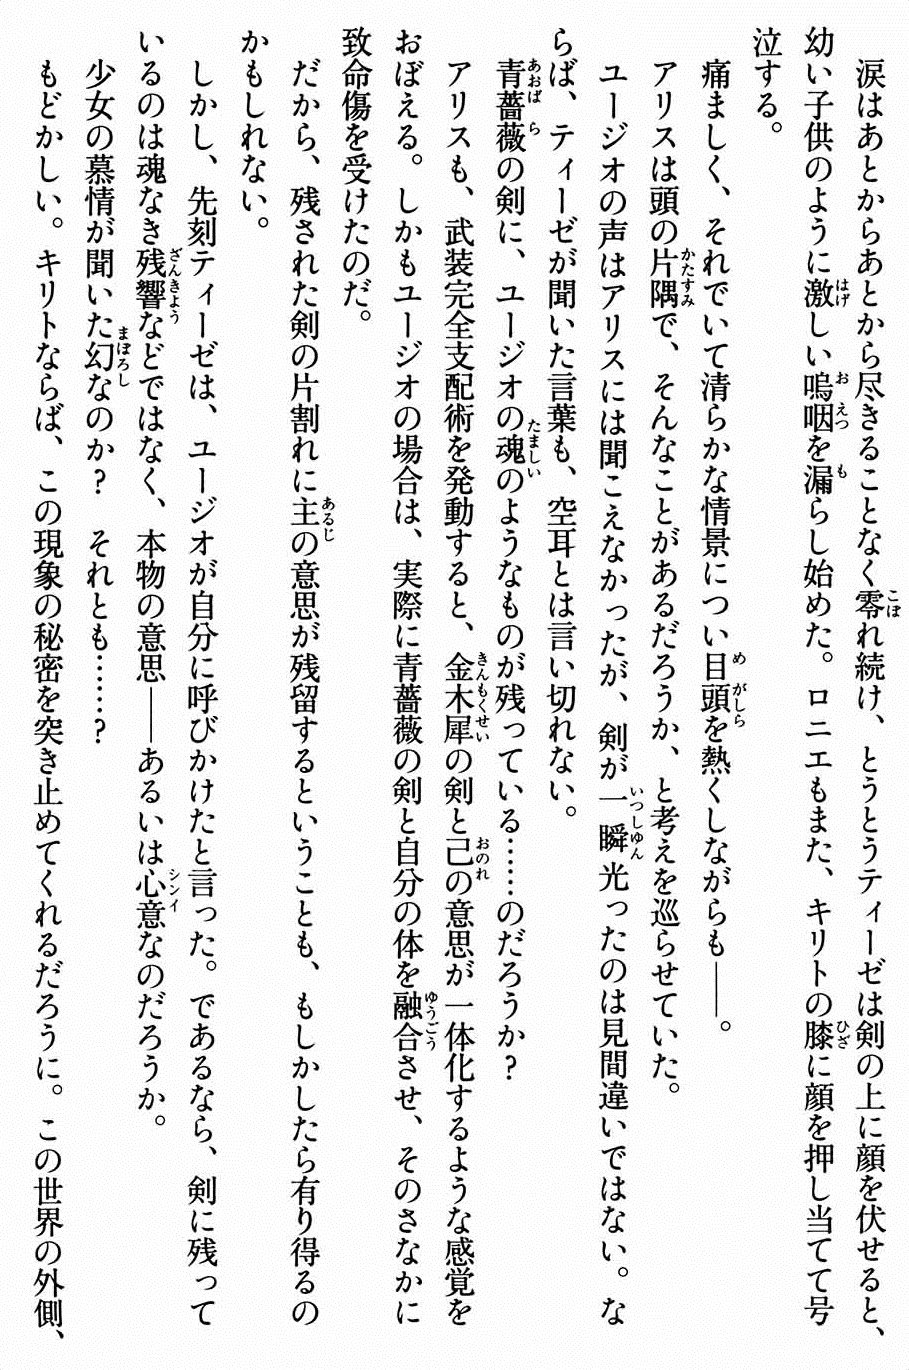 涙はあとからあとから尽きることなく零れ続け、とうとうティーゼは剣の上に顔を伏せると、
幼い子供のように激しい嗚咽を漏らし始めた。ロニエもまた、キリトの膝に顔を押し当てて号
泣する。
痛ましく、それでいて清らかな情景につい目頭を熱くしながらも――。
アリスは頭の片隅で、そんなことがあるだろうか、と考えを巡らせていた。
ユージオの声はアリスには聞こえなかったが、剣が一瞬光ったのは見間違いではない。な
らば、ティーゼが聞いた言葉も、空耳とは言い切れない。
青薔薇の剣に、ユージオの魂のようなものが残っている……のだろうか?
アリスも、武装完全支配術を発動すると、金木犀の剣と己の意思が一体化するような感覚を
おぼえる。しかもユージオの場合は、実際に青薔薇の剣と自分の体を融合させ、そのさなかに
致命傷を受けたのだ。
だから、残された剣の片割れに主の意思が残留するということも、もしかしたら有り得るの
かもしれない。
しかし、先刻ティーゼは、ユージオが自分に呼びかけたと言った。であるなら、剣に残って
いるのは魂なき残響などではなく、本物の意思――あるいは心意なのだろうか。
少女の慕情が聞いた幻なのか? それとも……?
もどかしい。キリトならば、この現象の秘密を突き止めてくれるだろうに。この世界の外側、